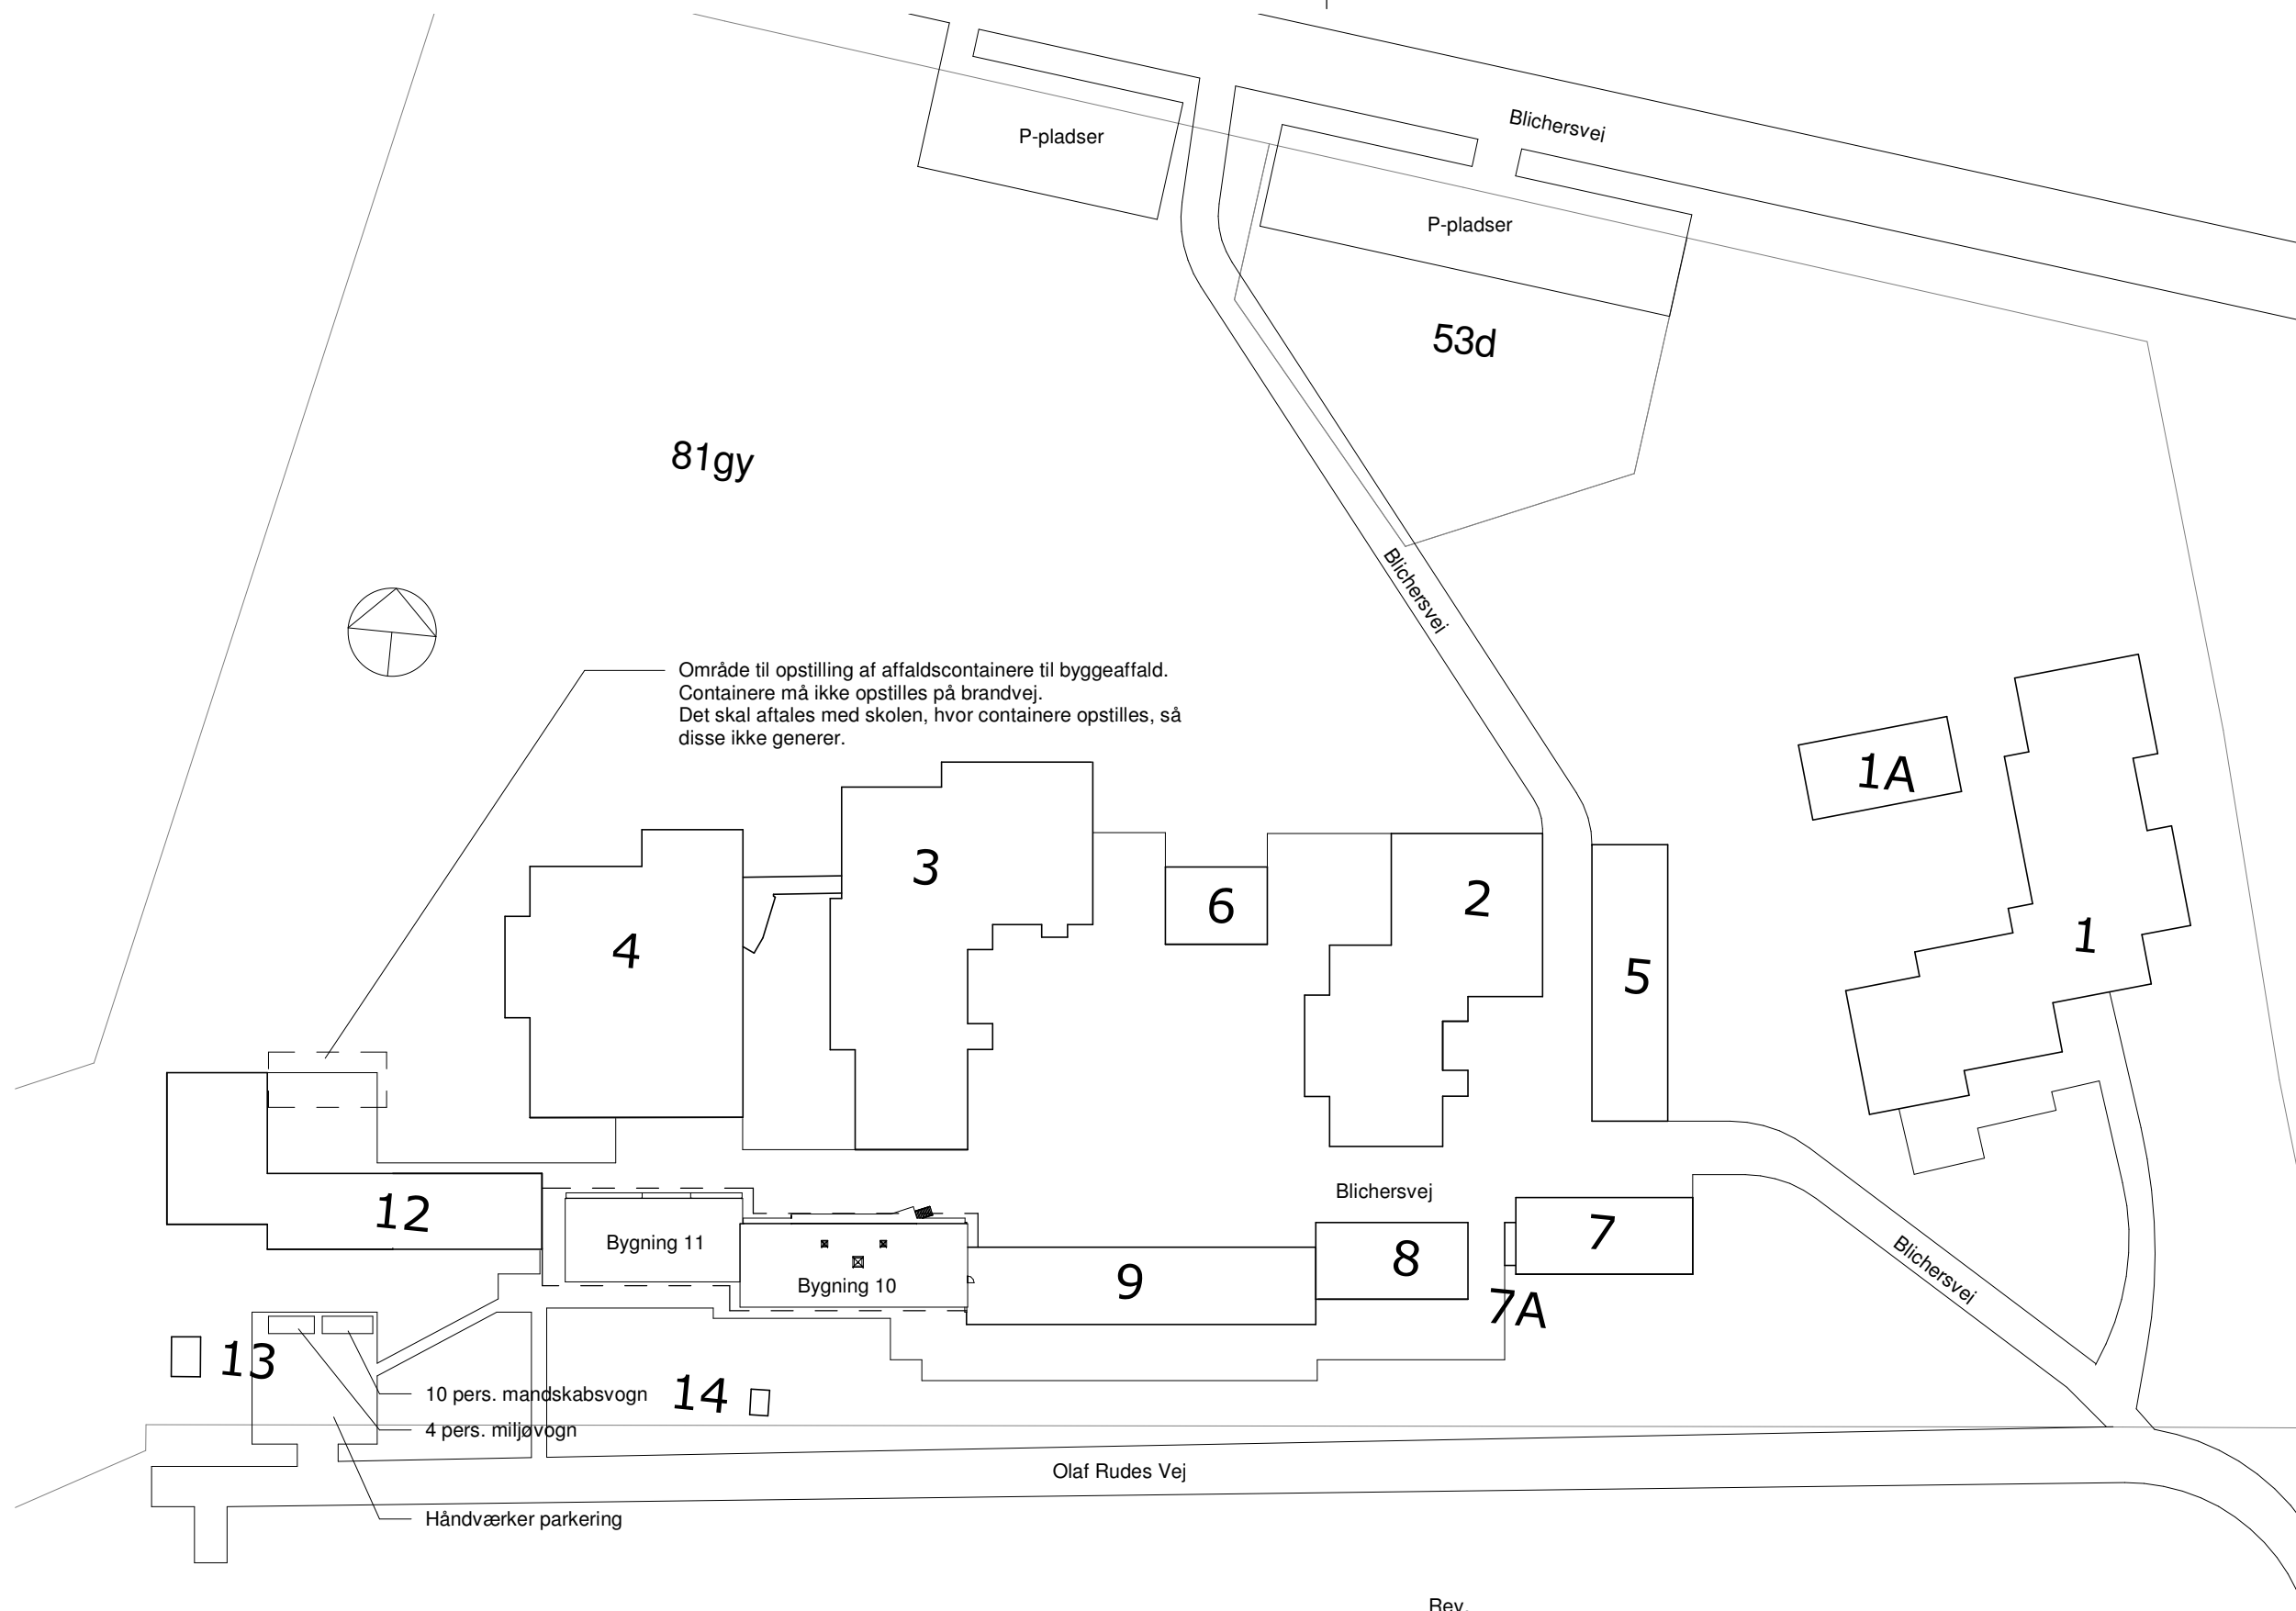 Blichersvej
P-pladser
P-pladser
53d
81gy
Blichersvej
Område til opstilling af affaldscontainere til byggeaffald.
Containere må ikke opstilles på brandvej.
Det skal aftales med skolen, hvor containere opstilles, så
disse ikke generer.
1A
3
6
2
4
1
5
Blichersvej
12
Bygning 11
7
Bygning 10
8
9
Blichersvej
7A
13
14
10 pers. mandskabsvogn
4 pers. miljøvogn
Olaf Rudes Vej
Håndværker parkering
Rev.